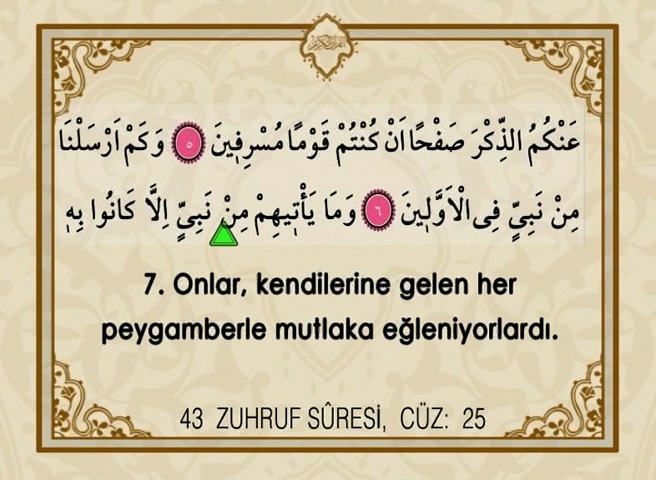 عَنْكُمُ الذِّكْرَ صَفْحًا اَنْ كُنْتُمْ قَوْمًا مُسْرِفٖينَ ٥ وَكَمْ اَرْسَلْنَا
مِنْ نَبِيٍّ فِى الْاَوَّلٖينَ ٦ وَمَا يَأْتٖيهِمْ مِنْ نَبِيٍّ اِلَّا كَانُوا بِهٖ
7. Onlar, kendilerine gelen her
peygamberle mutlaka eğleniyorlardı.
43 ZUHRUF SÛRESİ, CÜZ: 25